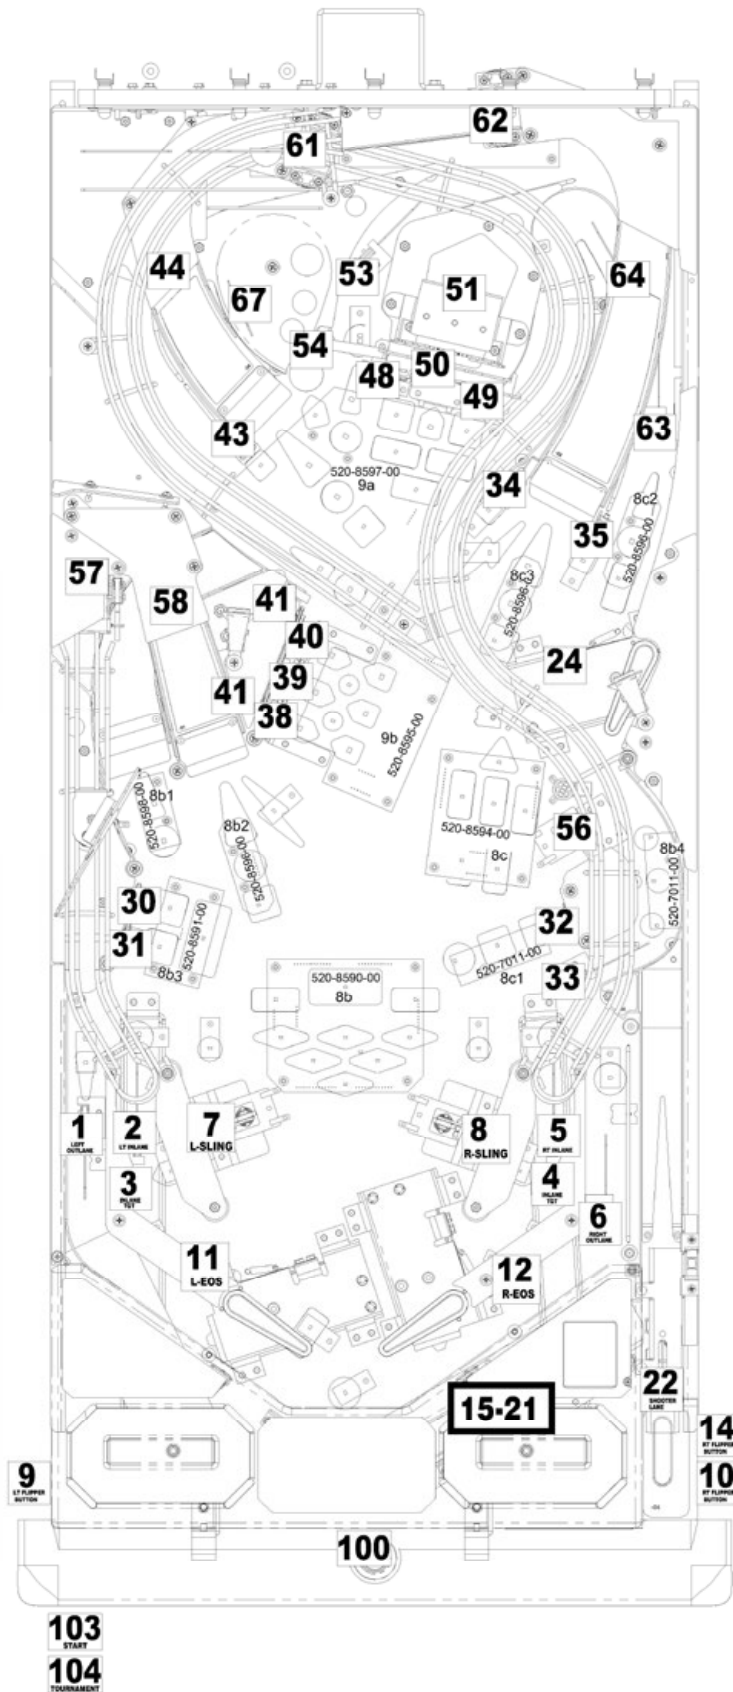 62
61
44
53
64
67
51
54
50
48
49
63
43
520-8597-00
9a
34
8c2
35
520-8596-00
57
8c3
520-8596-00
58
41
40
24
39
41
38
9b
520-8595-00
8b1
520-8598-00
8b2
520-8596-00
520-8594-00
8c
56
8b4
520-7011-00
30
31
520-8591-00
8b3
32
520-7011-00
8c1
33
520-8590-00
8b
1
LEFT
OUTLANE
2
LT INLANE
7
L-SLING
8
R-SLING
5
RT INLANE
3
INLANE
TGT
4
INLANE
TGT
6
RIGHT
OUTLANE
11
L-EOS
12
R-EOS
15-21
22
SHOOTER
LANE
14
RT FLIPPER
BUTTON
9
LT FLIPPER
BUTTON
10
RT FLIPPER
BUTTON
100
103
START
104
TOURNAMENT